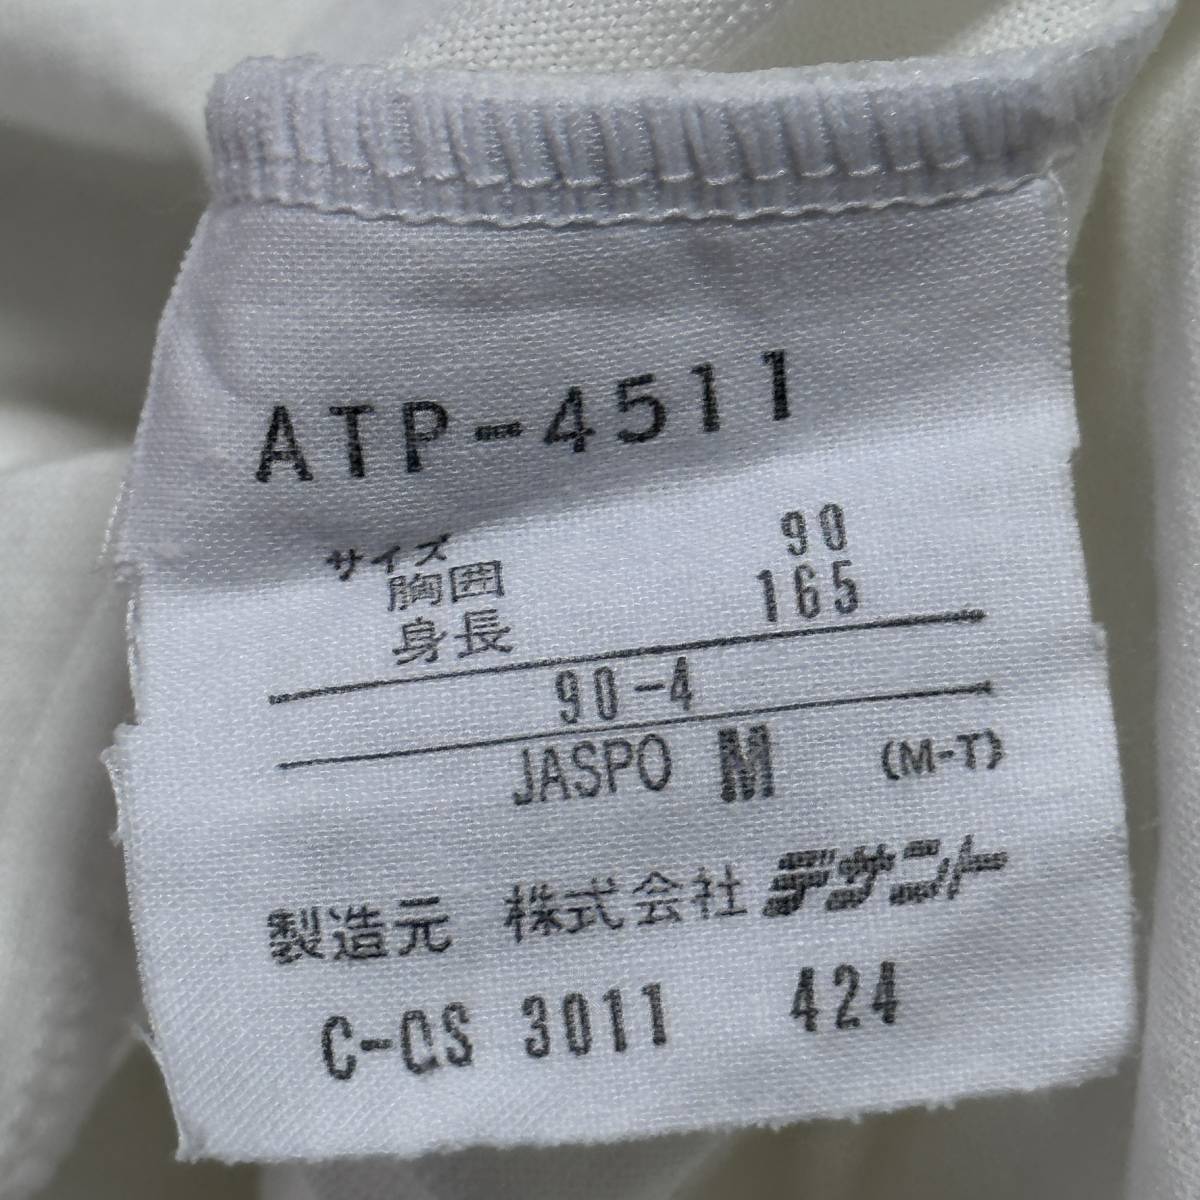 ATP-4511
サイズ
胸囲 90
身長 165
90-4
JASPO M (M-T)
製造元 株式会社デサント
C-QS 3011 424